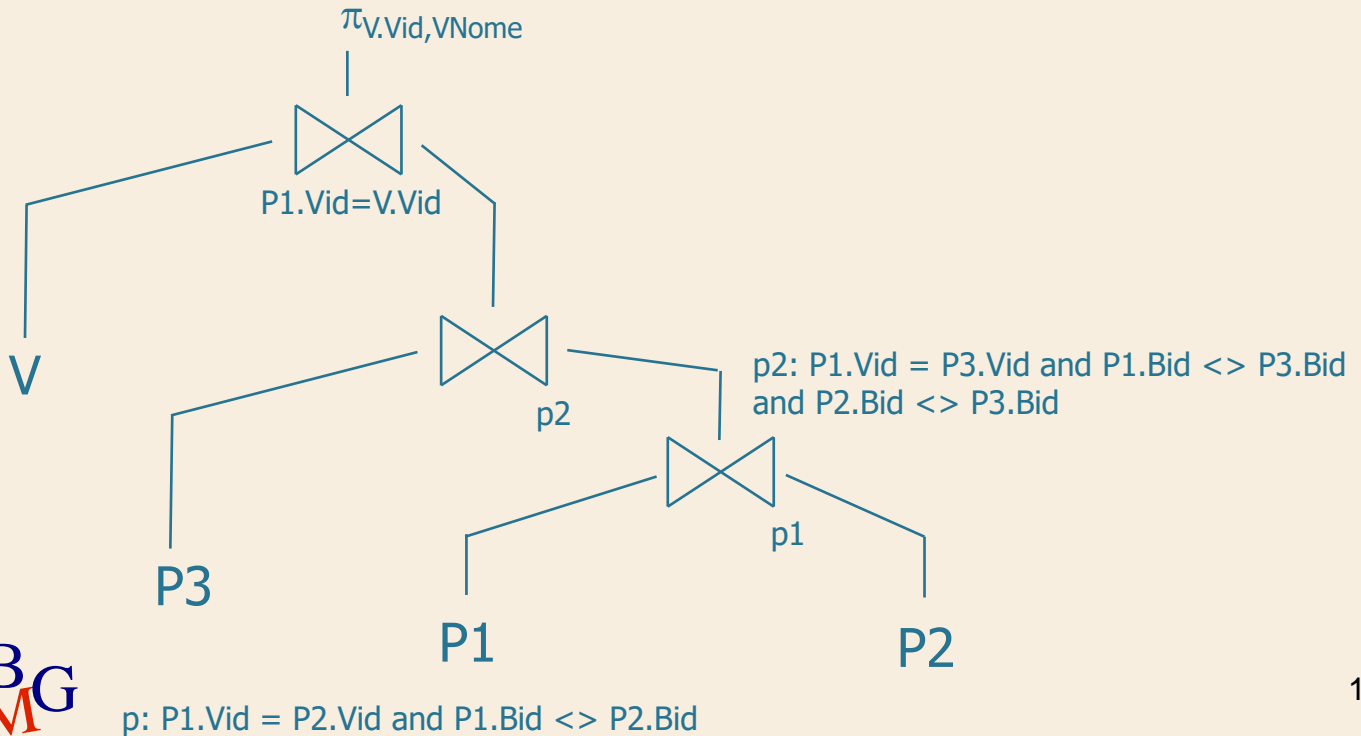 πV.Vid,VNome
P1.Vid=V.Vid
V
p2: P1.Vid = P3.Vid and P1.Bid <> P3.Bid
and P2.Bid <> P3.Bid
p2
p1
P3
P1
P2
BG
M
1
p: P1.Vid = P2.Vid and P1.Bid <> P2.Bid